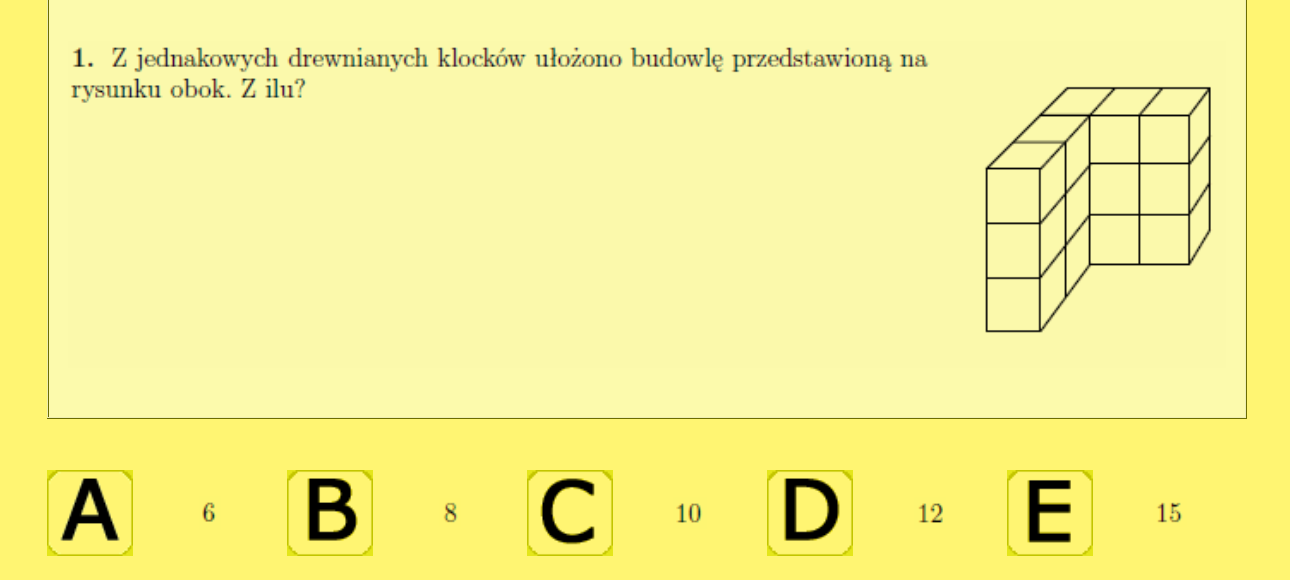 1. Z jednakowych drewnianych klocków ułożono budowlę przedstawioną na
rysunku obok. Z ilu?
A 6 B 8 C 10 D 12 E 15